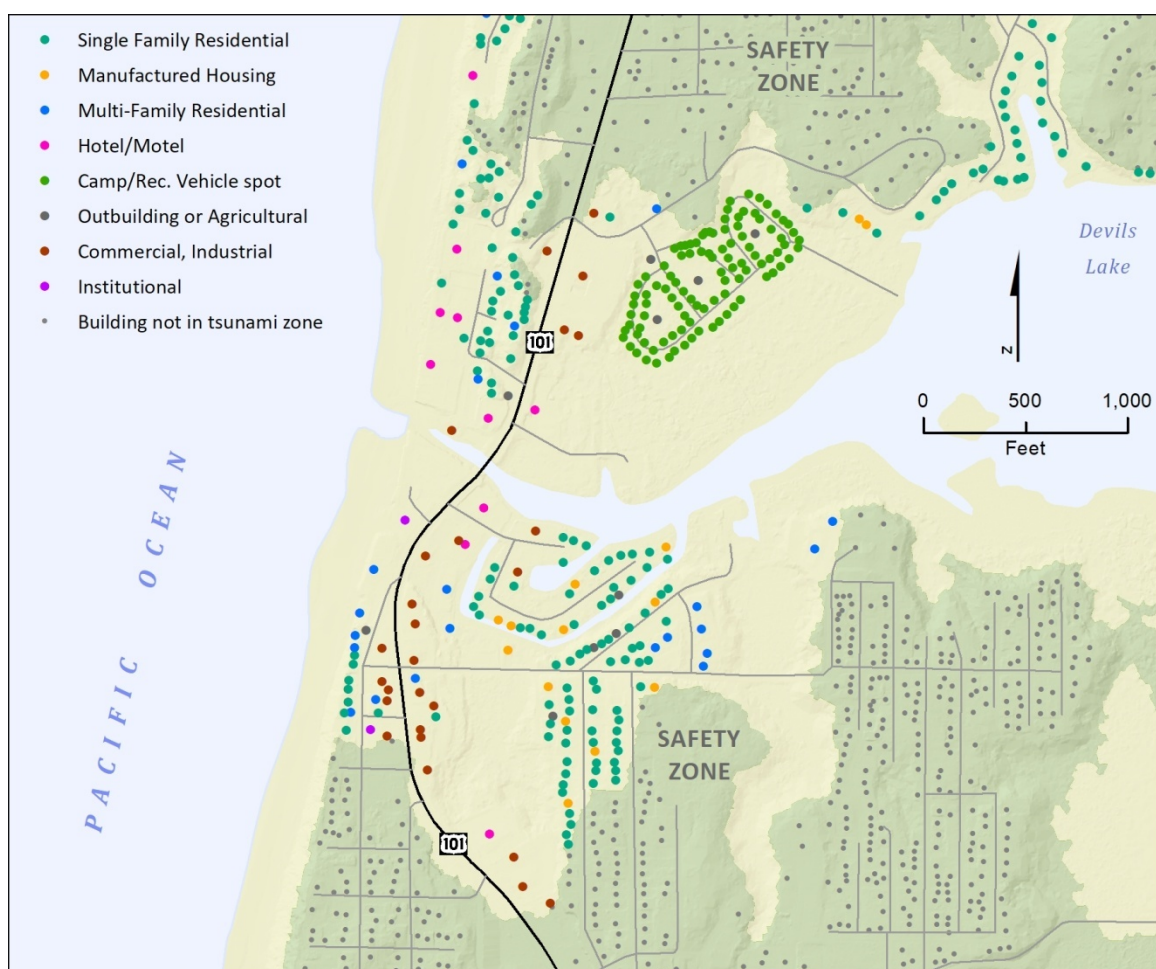 Single Family Residential
Manufactured Housing
Multi-Family Residential
Hotel/Motel
Camp/Rec. Vehicle spot
Outbuilding or Agricultural
Commercial, Industrial
Institutional
Building not in tsunami zone
SAFETY
ZONE
Devils
Lake
N
101
0 500 1,000
Feet
PACIFIC OCEAN
SAFETY
ZONE
101